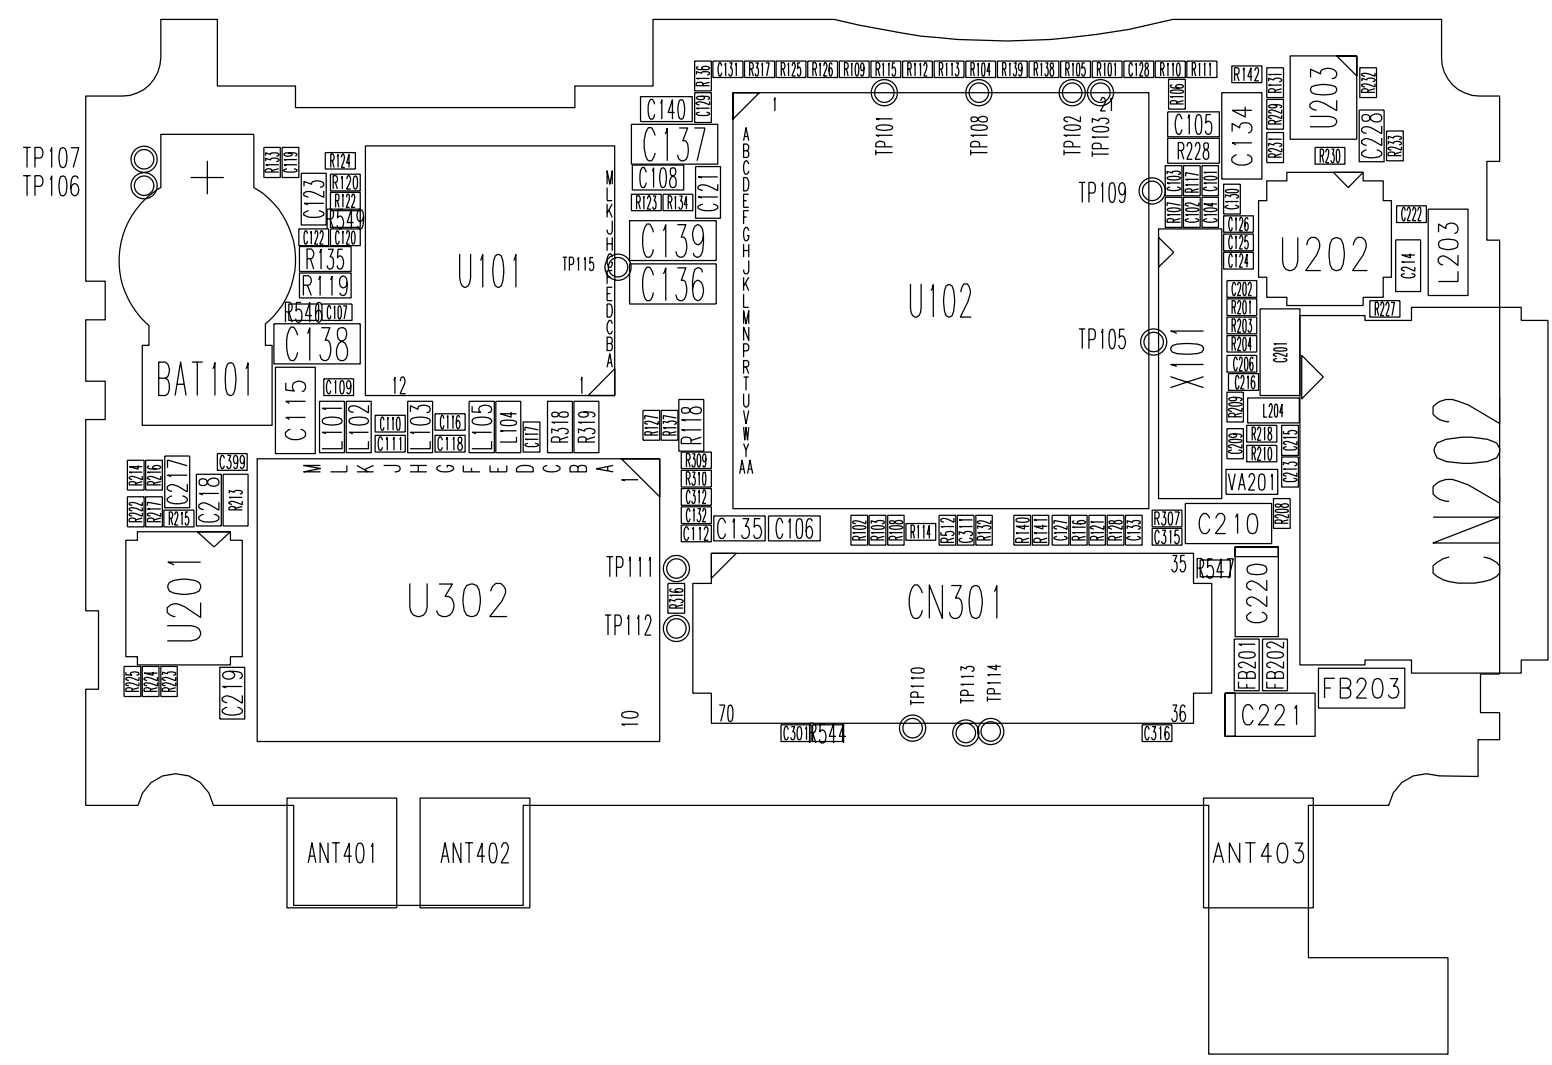 R136 C131 R317 R125 R126 R109 R115 R112 R113 R104 R139 R138 R105 R101 C128 R110 R111
R142 R131 U203 R232
C140 C129 1 21 R106 C134 R229 C228
TP101 TP108 TP102 TP103
C137 C105 R228 R231 R230 R233
TP107
TP106
R133 C119 R124
C123 R120
R122
R549
C122 C120
R135
R119
R546 C107
C138
BAT101
C115
C109
U101
M
L
K
J
H
G
F
E
D
C
B
A
12 1
TP115
C108 C121
R123 R134
C139
C136
A
B
C
D
E
F
G
H
J
K
L
M
N
P
R
T
U
V
W
Y
AA
U102
TP109
TP105
C103 R117 C101
R107 C102 C104
C130
C126
C125
C124
X101
U202
C222
C214 L203
C202
R201
R203
R204
C206
C216
C201
R227
R209 L204
C209 R218 C215
R210 C213
VA201
CN202
L101 L102 C110 L103 C116 L105 L104 C117 R318 R319
C111 C118
R127 R137 R118
M L K J H G F E D C B A
1
10
R214 R216 C217 C399
C218 R213
R222 R217 R215
U201
R225 R224 R223 C219
U302
R309
R310
C312
C132
C112
C135 C106
R102 R103 R108 R114 R512 C311 R132 R140 R141 C127 R116 R121 R128 C133
R307
C315
C210 R208
TP111
R316
TP112
35
CN301
R547 C220
TP110 TP113 TP114
70 36
FB201 FB202
FB203
C221
C301 R544 C316
ANT401 ANT402 ANT403